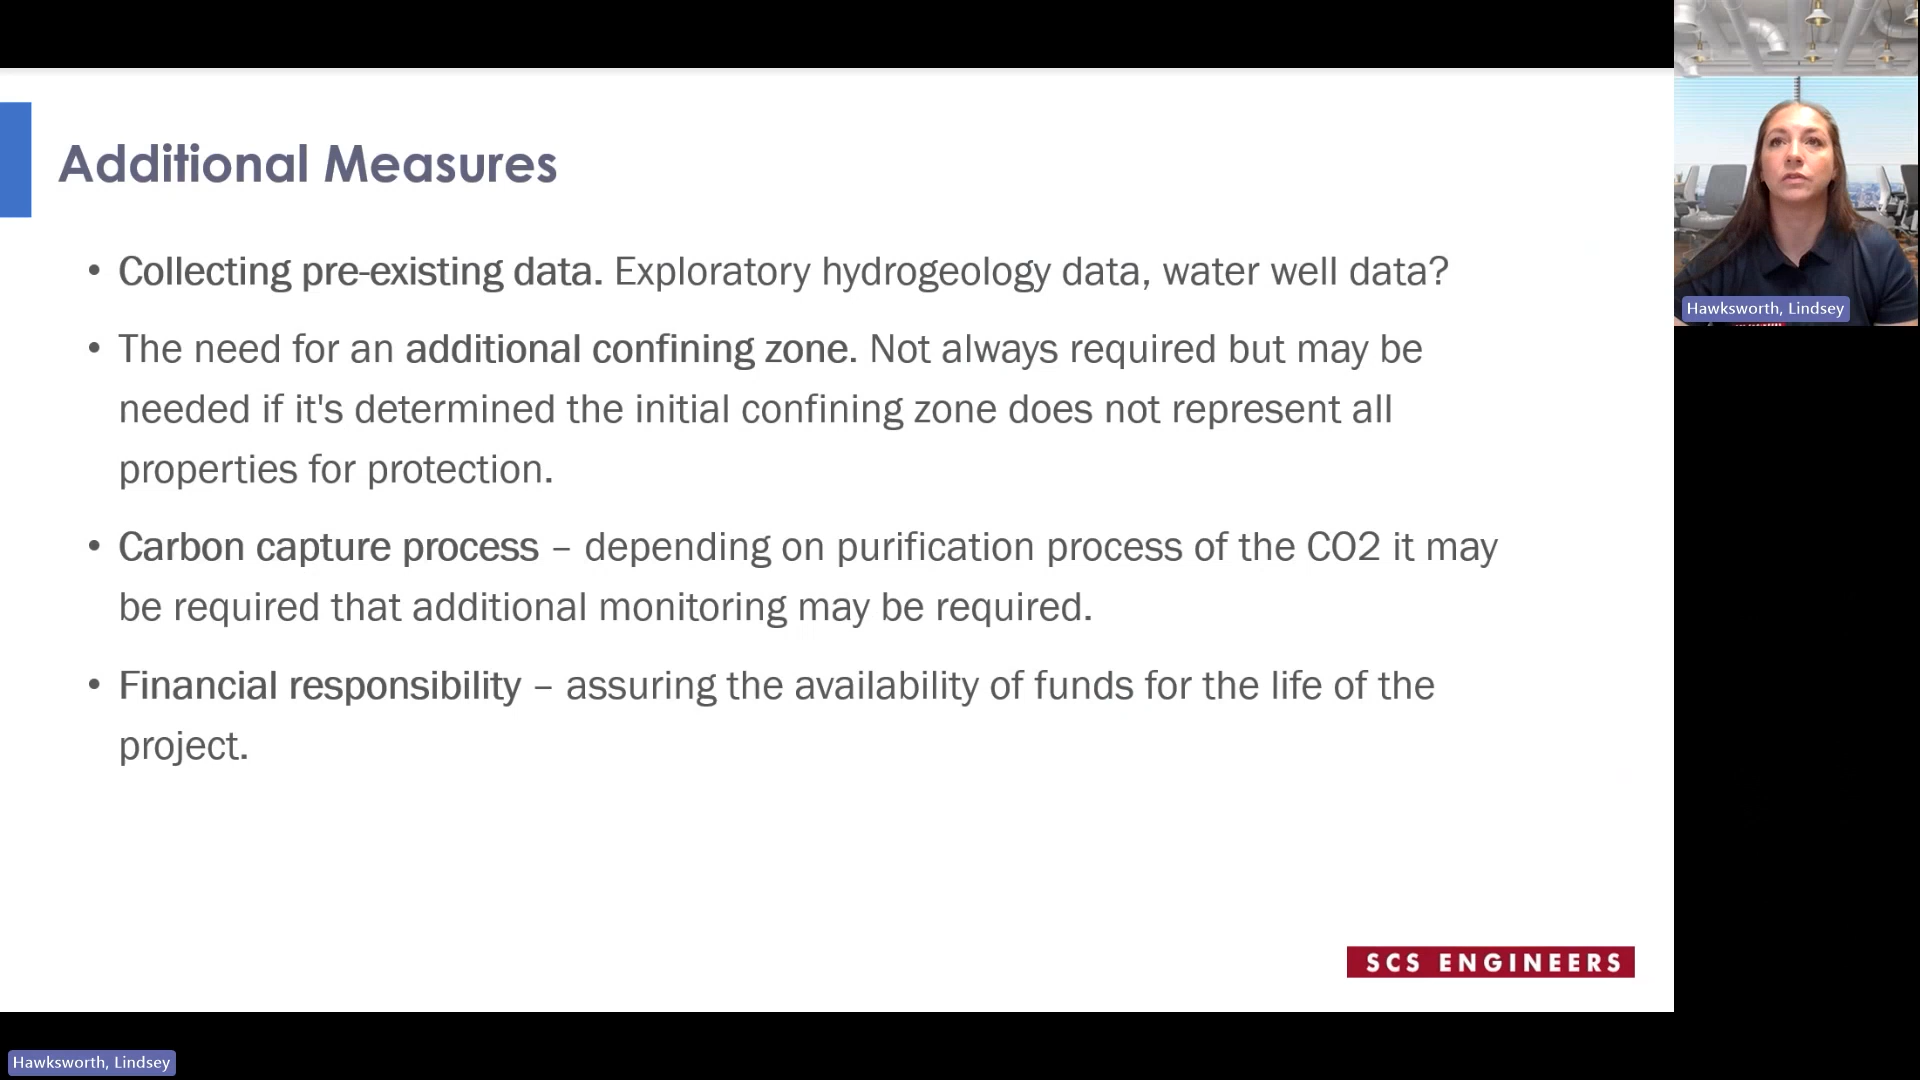 Additional Measures
• Collecting pre-existing data. Exploratory hydrogeology data, water well data?
• The need for an additional confining zone. Not always required but may be
needed if it's determined the initial confining zone does not represent all
properties for protection.
• Carbon capture process – depending on purification process of the CO2 it may
be required that additional monitoring may be required.
• Financial responsibility – assuring the availability of funds for the life of the
project.
SCS ENGINEERS
Hawksworth, Lindsey
Hawksworth, Lindsey